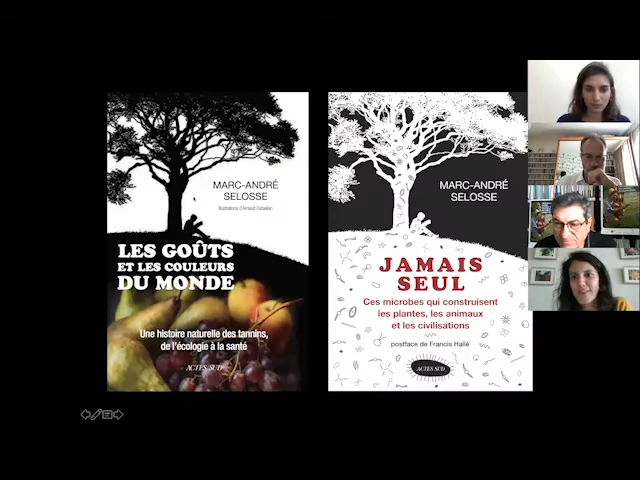 MARC-ANDRÉ
SELOSSE
Illustrations d'Arnaud Rafaelian
LES GOÛTS
ET LES COULEURS
DU MONDE
Une histoire naturelle des tannins,
de l'écologie à la santé
ACTES SUD
MARC-ANDRÉ
SELOSSE
JAMAIS
SEUL
Ces microbes qui construisent
les plantes, les animaux
et les civilisations
postface de Francis Hallé
ACTES SUD